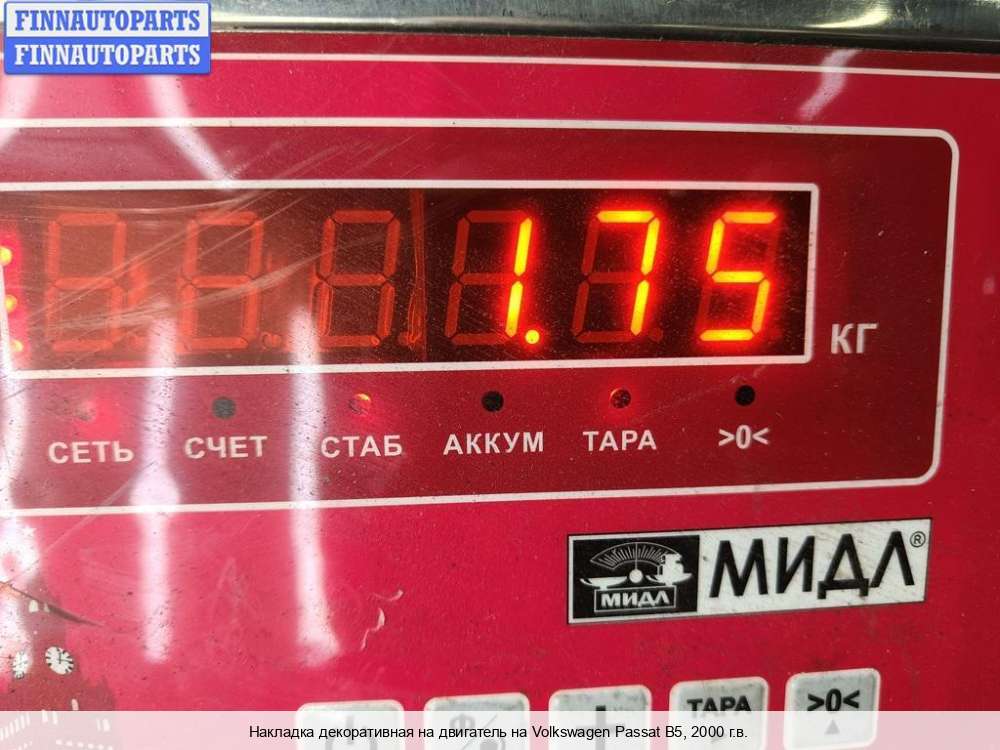 FINNAUTOPARTS
FINNAUTOPARTS
1.75
КГ
СЕТЬ СЧЕТ СТАБ АККУМ ТАРА >0<
МИДЛ®
МИДЛ
ТАРА >0<
Накладка декоративная на двигатель на Volkswagen Passat B5, 2000 г.в.